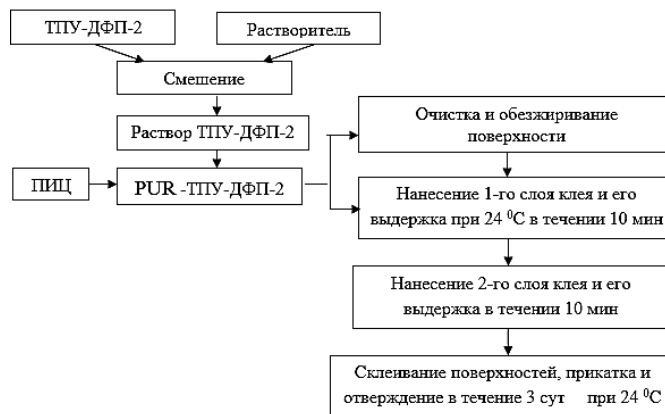 ТПУ-ДФП-2
Растворитель
Смешение
Раствор ТПУ-ДФП-2
ПИЦ
PUR -ТПУ-ДФП-2
Очистка и обезжиривание
поверхности
Нанесение 1-го слоя клея и его
выдержка при 24 ⁰С в течении 10 мин
Нанесение 2-го слоя клея и его
выдержка в течении 10 мин
Склеивание поверхностей, прикатка и
отверждение в течение 3 сут при 24 ⁰С